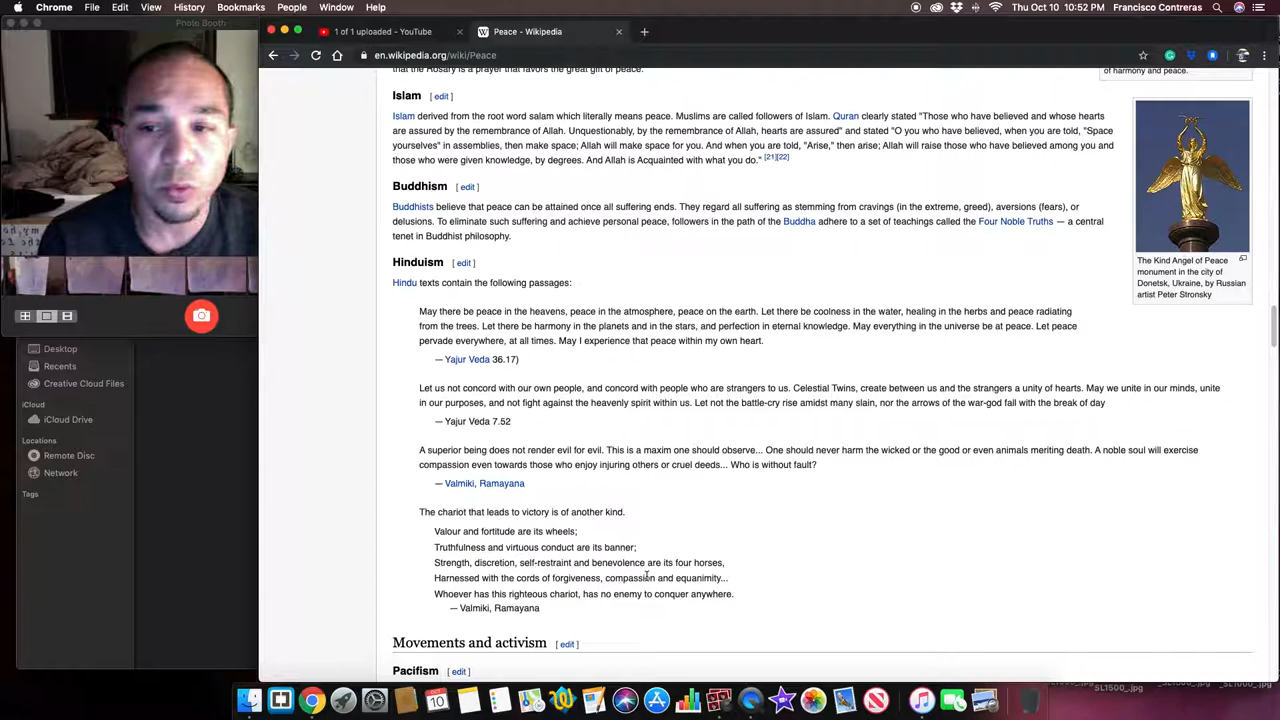 Chrome File Edit View History Bookmarks People Window Help
Thu Oct 10 10:52 PM Francisco Contreras
Photo Booth
1 of 1 uploaded - YouTube
Peace - Wikipedia
en.wikipedia.org/wiki/Peace
that the Rosary is a prayer that favors the great gift of peace.
of harmony and peace.
Islam [ edit ]
Islam derived from the root word salam which literally means peace. Muslims are called followers of Islam. Quran clearly stated "Those who have believed and whose hearts
are assured by the remembrance of Allah. Unquestionably, by the remembrance of Allah, hearts are assured" and stated "O you who have believed, when you are told, "Space
yourselves" in assemblies, then make space; Allah will make space for you. And when you are told, "Arise," then arise; Allah will raise those who have believed among you and
those who were given knowledge, by degrees. And Allah is Acquainted with what you do." [21][22]
Buddhism [ edit ]
Buddhists believe that peace can be attained once all suffering ends. They regard all suffering as stemming from cravings (in the extreme, greed), aversions (fears), or
delusions. To eliminate such suffering and achieve personal peace, followers in the path of the Buddha adhere to a set of teachings called the Four Noble Truths — a central
tenet in Buddhist philosophy.
The Kind Angel of Peace
monument in the city of
Donetsk, Ukraine, by Russian
artist Peter Stronsky
Hinduism [ edit ]
Hindu texts contain the following passages:
May there be peace in the heavens, peace in the atmosphere, peace on the earth. Let there be coolness in the water, healing in the herbs and peace radiating
from the trees. Let there be harmony in the planets and in the stars, and perfection in eternal knowledge. May everything in the universe be at peace. Let peace
pervade everywhere, at all times. May I experience that peace within my own heart.
— Yajur Veda 36.17)
Let us not concord with our own people, and concord with people who are strangers to us. Celestial Twins, create between us and the strangers a unity of hearts. May we unite in our minds, unite
in our purposes, and not fight against the heavenly spirit within us. Let not the battle-cry rise amidst many slain, nor the arrows of the war-god fall with the break of day
— Yajur Veda 7.52
A superior being does not render evil for evil. This is a maxim one should observe... One should never harm the wicked or the good or even animals meriting death. A noble soul will exercise
compassion even towards those who enjoy injuring others or cruel deeds... Who is without fault?
— Valmiki, Ramayana
The chariot that leads to victory is of another kind.
Valour and fortitude are its wheels;
Truthfulness and virtuous conduct are its banner;
Strength, discretion, self-restraint and benevolence are its four horses,
Harnessed with the cords of forgiveness, compassion and equanimity...
Whoever has this righteous chariot, has no enemy to conquer anywhere.
— Valmiki, Ramayana
Movements and activism [ edit ]
Pacifism [ edit ]
Desktop
Recents
Creative Cloud Files
iCloud
iCloud Drive
Locations
Remote Disc
Network
Tags
10